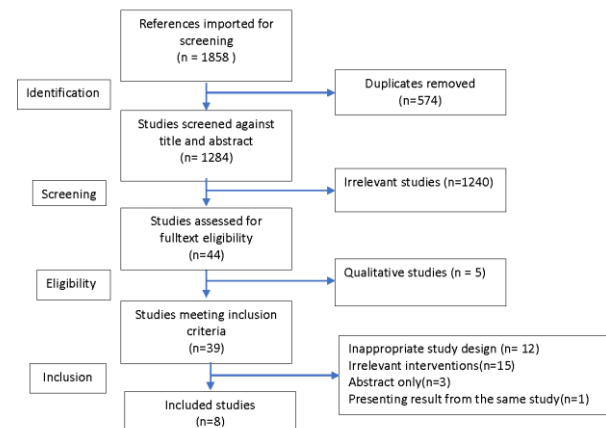 References imported for
screening
(n = 1858 )
Identification
Duplicates removed
(n=574)
Studies screened against
title and abstract
n= 1284)
Screening
Irrelevant studies (n=1240)
Studies assessed for
fulltext eligibility
(n=44)
Eligibility
Qualitative studies (n = 5)
Studies meeting inclusion
criteria
(n=39)
Inclusion
Inappropriate study design (n= 12)
Irrelevant interventions(n=15)
Abstract only(n=3)
Presenting result from the same study(n=1)
Included studies
(n=8)